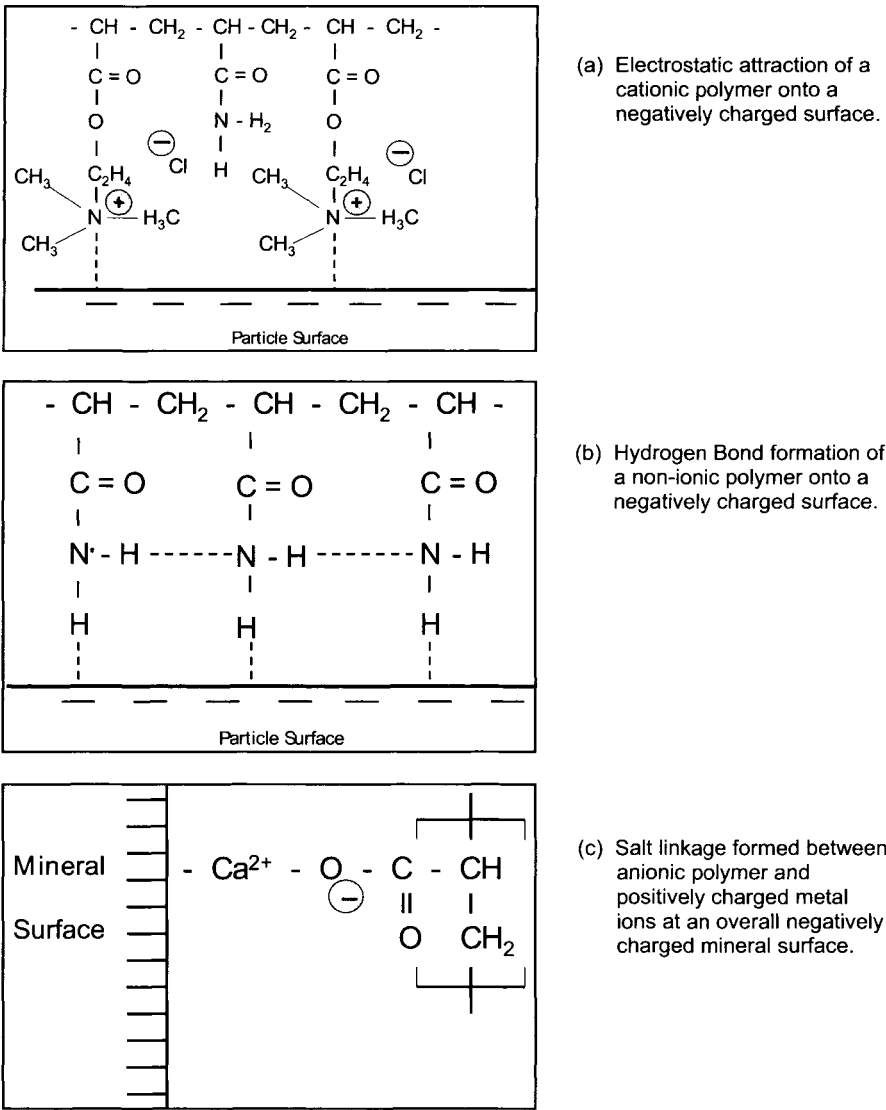 - CH - CH₂ - CH - CH₂ - CH - CH₂ -
C = O C = O C = O
O N - H₂ O
− Cl − Cl
C₂H₄ H C₂H₄
CH₃ CH₃
N + H₃C N + H₃C
CH₃ CH₃
Particle Surface
(a) Electrostatic attraction of a
cationic polymer onto a
negatively charged surface.
- CH - CH₂ - CH - CH₂ - CH -
C = O C = O C = O
N - H N - H N - H
H H H
Particle Surface
(b) Hydrogen Bond formation of
a non-ionic polymer onto a
negatively charged surface.
Mineral
Surface
- Ca²⁺ - O - C - CH
−
O CH₂
(c) Salt linkage formed between
anionic polymer and
positively charged metal
ions at an overall negatively
charged mineral surface.